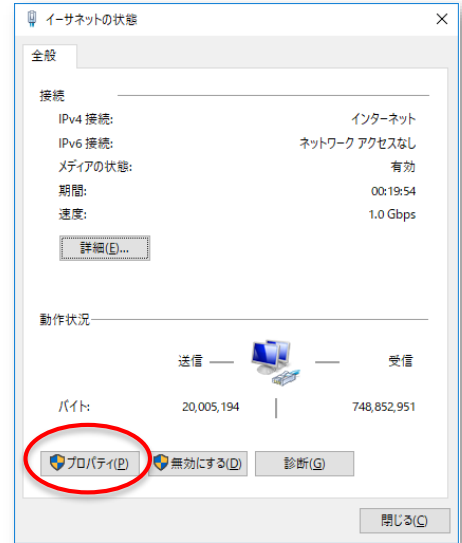 イーサネットの状態
全般
接続
IPv4 接続: インターネット
IPv6 接続: ネットワーク アクセスなし
メディアの状態: 有効
期間: 00:19:54
速度: 1.0 Gbps
詳細(E)...
動作状況
送信 受信
バイト: 20,005,194 748,852,951
プロパティ(P) 無効にする(D) 診断(G)
閉じる(C)